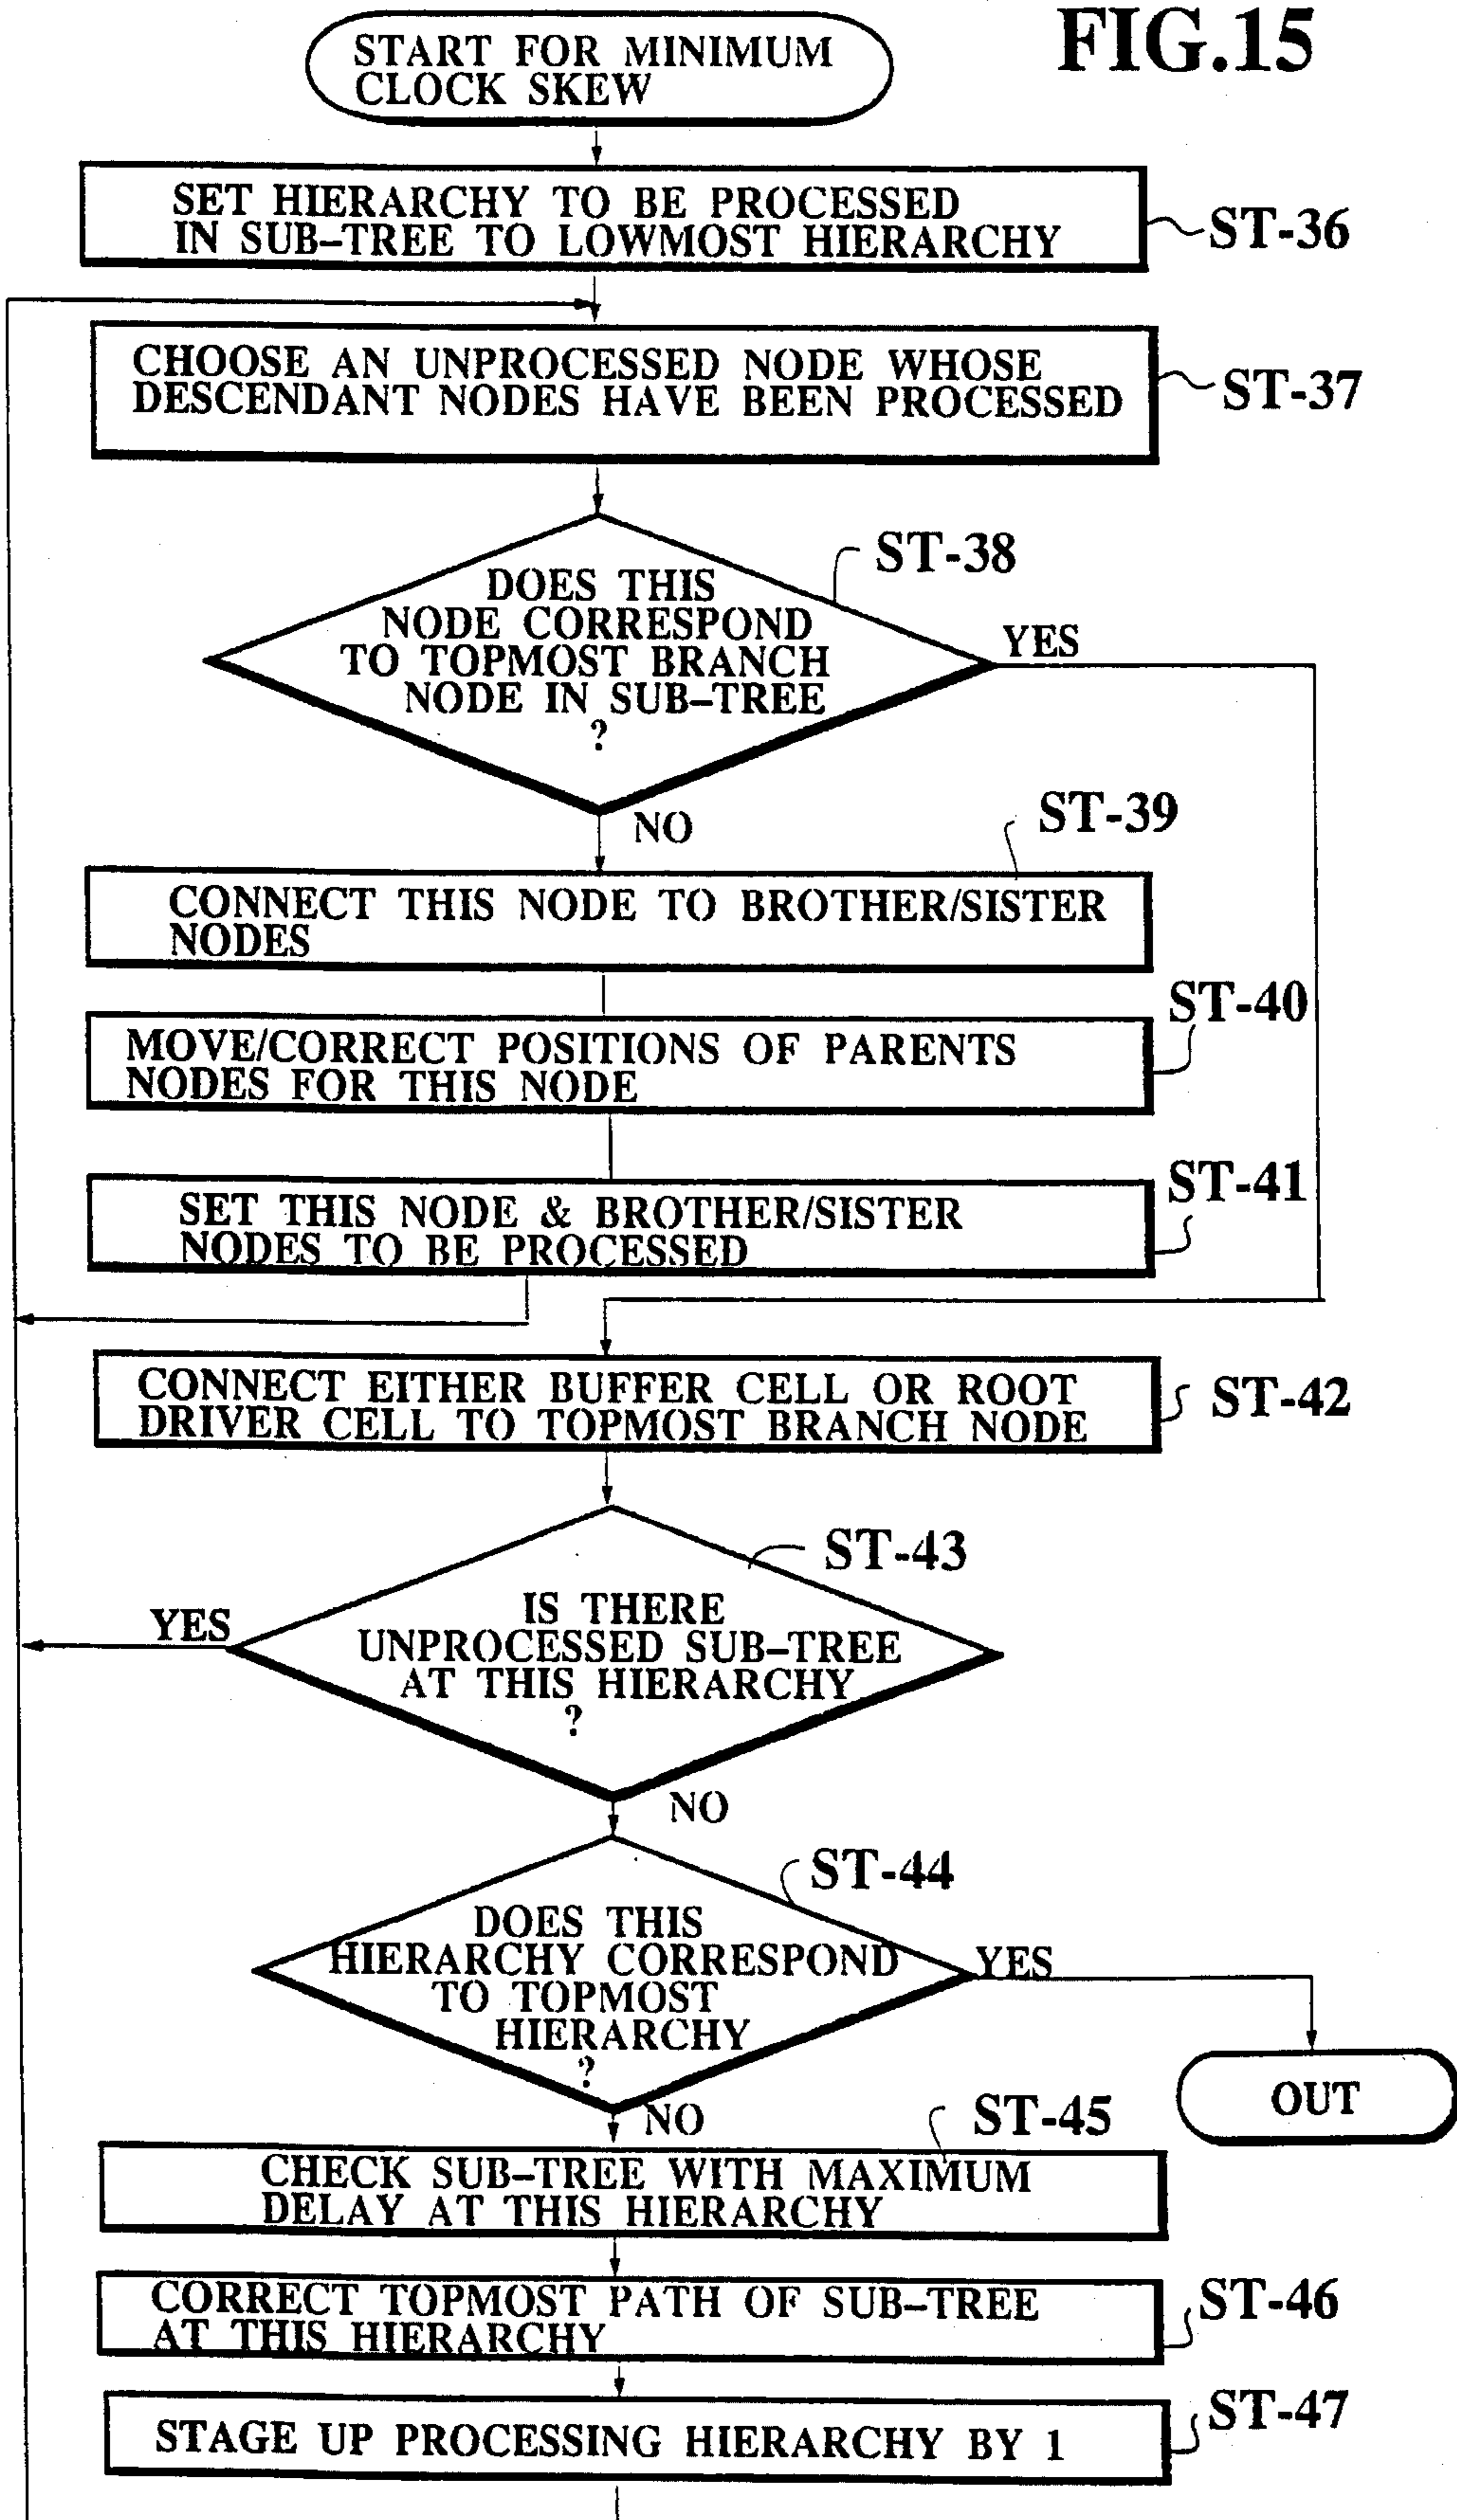 FIG.15
START FOR MINIMUM
CLOCK SKEW
SET HIERARCHY TO BE PROCESSED
IN SUB-TREE TO LOWMOST HIERARCHY
ST-36
CHOOSE AN UNPROCESSED NODE WHOSE
DESCENDANT NODES HAVE BEEN PROCESSED
ST-37
ST-38
DOES THIS
NODE CORRESPOND
TO TOPMOST BRANCH
NODE IN SUB-TREE
?
YES
NO
ST-39
CONNECT THIS NODE TO BROTHER/SISTER
NODES
ST-40
MOVE/CORRECT POSITIONS OF PARENTS
NODES FOR THIS NODE
ST-41
SET THIS NODE & BROTHER/SISTER
NODES TO BE PROCESSED
CONNECT EITHER BUFFER CELL OR ROOT
DRIVER CELL TO TOPMOST BRANCH NODE
ST-42
ST-43
IS THERE
UNPROCESSED SUB-TREE
AT THIS HIERARCHY
?
YES
NO
ST-44
DOES THIS
HIERARCHY CORRESPOND
TO TOPMOST
HIERARCHY
?
YES
OUT
NO
ST-45
CHECK SUB-TREE WITH MAXIMUM
DELAY AT THIS HIERARCHY
CORRECT TOPMOST PATH OF SUB-TREE
AT THIS HIERARCHY
ST-46
STAGE UP PROCESSING HIERARCHY BY 1
ST-47